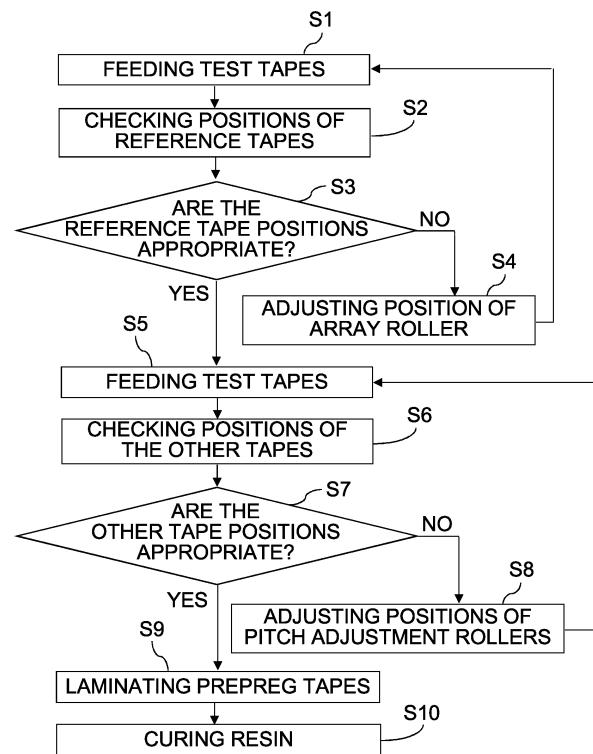 S1
FEEDING TEST TAPES
S2
CHECKING POSITIONS OF
REFERENCE TAPES
S3
ARE THE
REFERENCE TAPE POSITIONS
APPROPRIATE?
NO
YES
S4
ADJUSTING POSITION OF
ARRAY ROLLER
S5
FEEDING TEST TAPES
S6
CHECKING POSITIONS OF
THE OTHER TAPES
S7
ARE THE
OTHER TAPE POSITIONS
APPROPRIATE?
NO
YES
S8
ADJUSTING POSITIONS OF
PITCH ADJUSTMENT ROLLERS
S9
LAMINATING PREPREG TAPES
S10
CURING RESIN